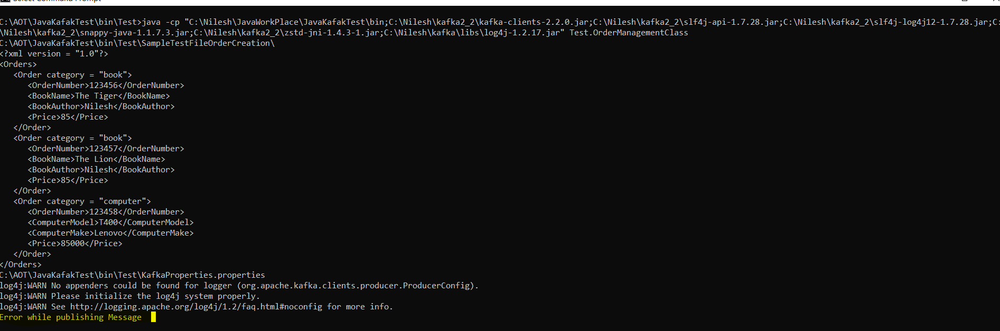 Select Command Prompt
C:\AOT\JavaKafakTest\bin\Test>java -cp "C:\Nilesh\JavaWorkPlace\JavaKafakTest\bin;C:\Nilesh\kafka2_2\kafka-clients-2.2.0.jar;C:\Nilesh\kafka2_2\slf4j-api-1.7.28.jar;C:\Nilesh\kafka2_2\slf4j-log4j12-1.7.28.jar;C:
\Nilesh\kafka2_2\snappy-java-1.1.7.3.jar;C:\Nilesh\kafka2_2\zstd-jni-1.4.3-1.jar;C:\Nilesh\kafka\libs\log4j-1.2.17.jar" Test.OrderManagementClass
C:\AOT\JavaKafakTest\bin\Test\SampleTestFileOrderCreation\
<?xml version = "1.0"?>
<Orders>
   <Order category = "book">
      <OrderNumber>123456</OrderNumber>
      <BookName>The Tiger</BookName>
      <BookAuthor>Nilesh</BookAuthor>
      <Price>85</Price>
   </Order>
   <Order category = "book">
      <OrderNumber>123457</OrderNumber>
      <BookName>The Lion</BookName>
      <BookAuthor>Nilesh</BookAuthor>
      <Price>85</Price>
   </Order>
   <Order category = "computer">
      <OrderNumber>123458</OrderNumber>
      <ComputerModel>T400</ComputerModel>
      <ComputerMake>Lenovo</ComputerMake>
      <Price>85000</Price>
   </Order>
</Orders>
C:\AOT\JavaKafakTest\bin\Test\KafkaProperties.properties
log4j:WARN No appenders could be found for logger (org.apache.kafka.clients.producer.ProducerConfig).
log4j:WARN Please initialize the log4j system properly.
log4j:WARN See http://logging.apache.org/log4j/1.2/faq.html#noconfig for more info.
Error while publishing Message